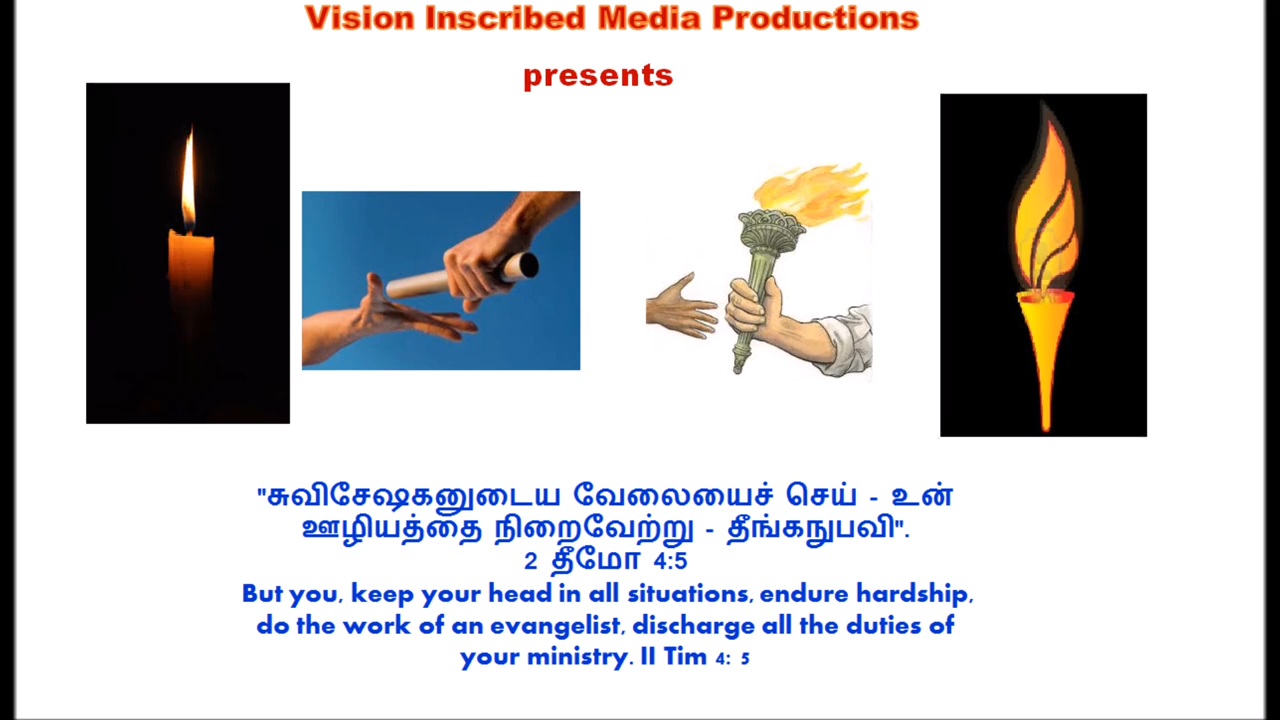 Vision Inscribed Media Productions
presents
"சுவிசேஷகனுடைய வேலையைச் செய் - உன்
ஊழியத்தை நிறைவேற்று - தீங்கநுபவி".
2 தீமோ 4:5
But you, keep your head in all situations, endure hardship,
do the work of an evangelist, discharge all the duties of
your ministry. II Tim 4: 5